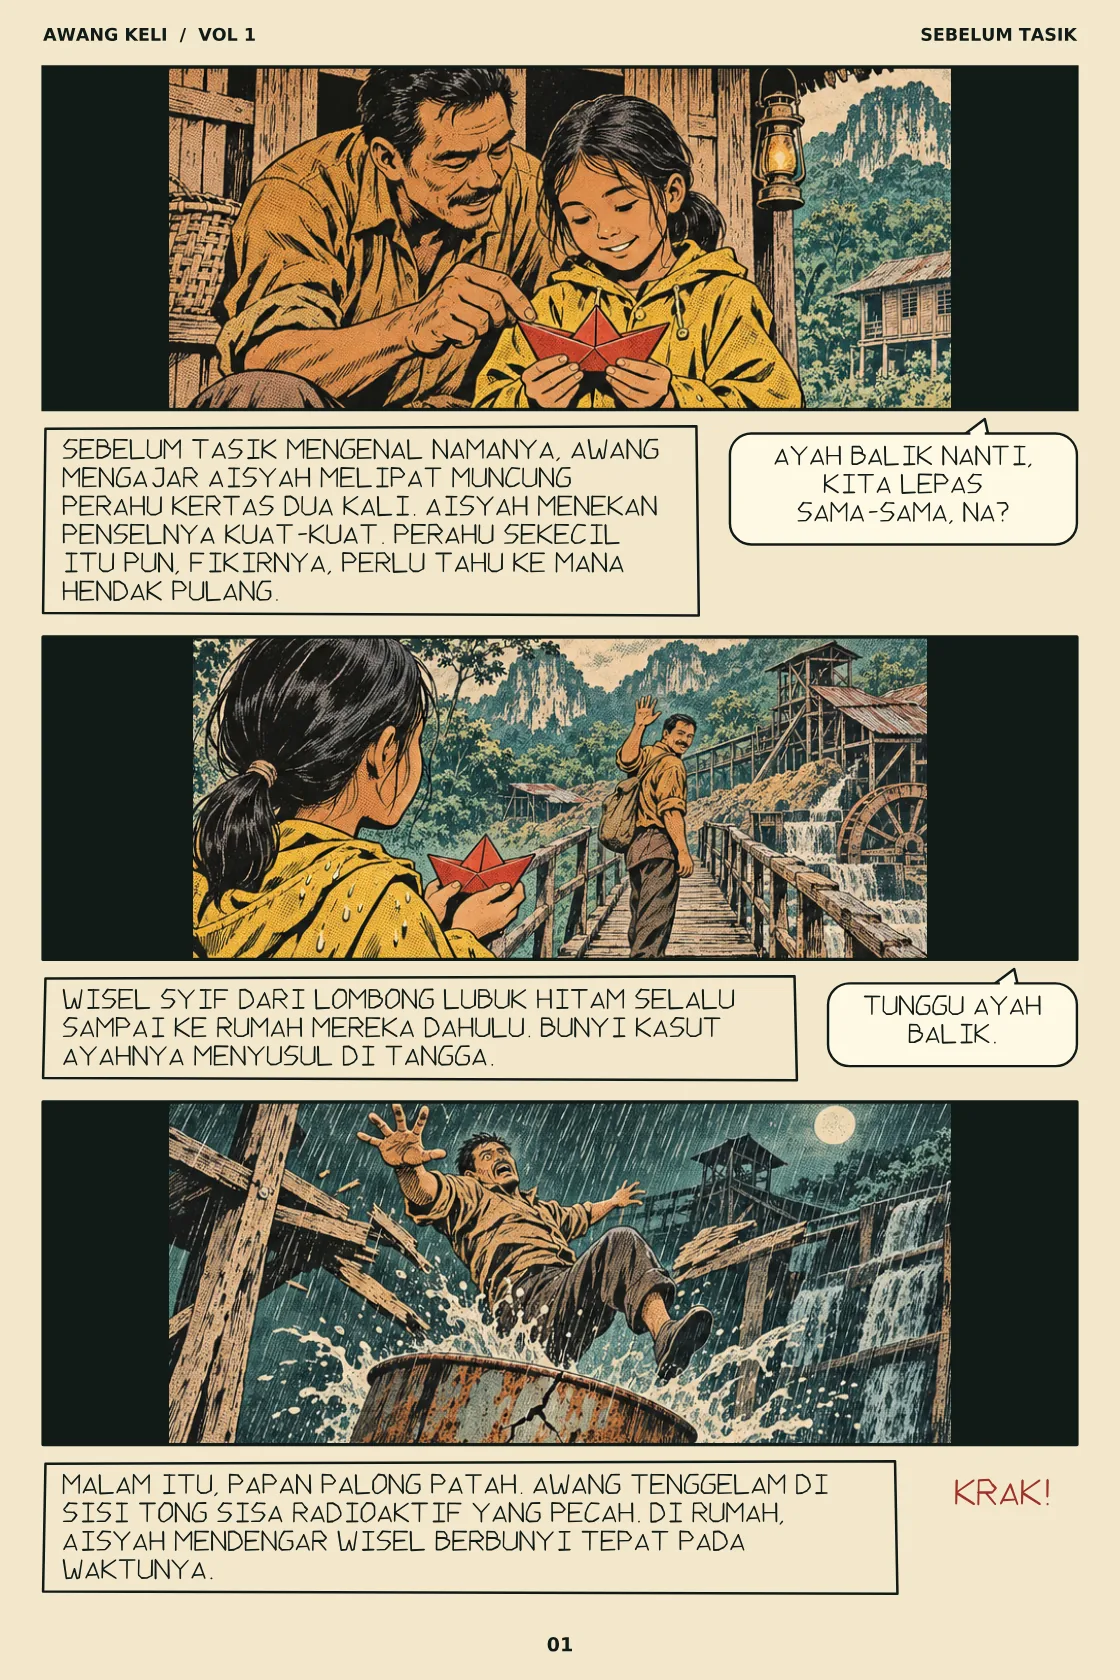 AWANG KELI / VOL 1
SEBELUM TASIK
SEBELUM TASIK MENGENAL NAMANYA, AWANG
MENGAJAR AISYAH MELIPAT MUNCUNG
PERAHU KERTAS DUA KALI. AISYAH MENEKAN
PENSELNYA KUAT-KUAT. PERAHU SEKECIL
ITU PUN, FIKIRNYA, PERLU TAHU KE MANA
HENDAK PULANG.
AYAH BALIK NANTI,
KITA LEPAS
SAMA-SAMA, NA?
WISEL SYIF DARI LOMBONG LUBUK HITAM SELALU
SAMPAI KE RUMAH MEREKA DAHULU. BUNYI KASUT
AYAHNYA MENYUSUL DI TANGGA.
TUNGGU AYAH
BALIK.
MALAM ITU, PAPAN PALONG PATAH. AWANG TENGGELAM DI
SISI TONG SISA RADIOAKTIF YANG PECAH. DI RUMAH,
AISYAH MENDENGAR WISEL BERBUNYI TEPAT PADA
WAKTUNYA.
KRAK!
01